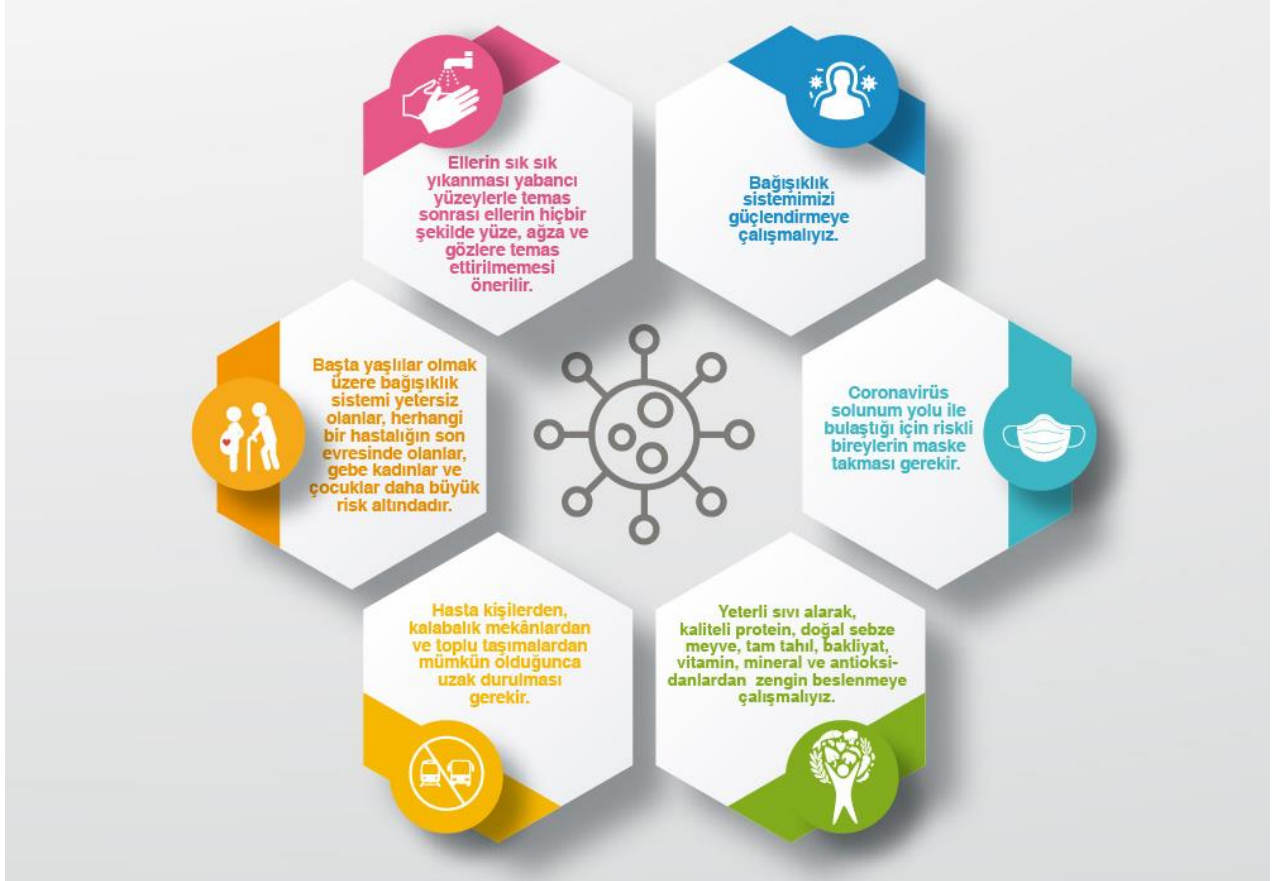 Ellerin sık sık
yıkanması yabancı
yüzeylerle temas
sonrası ellerin hiçbir
şekilde yüze, ağza ve
gözlere temas
ettirilmemesi
önerilir.
Bağışıklık
sistemimizi
güçlendirmeye
çalışmalıyız.
Başta yaşlılar olmak
üzere bağışıklık
sistemi yetersiz
olanlar, herhangi
bir hastalığın son
evresinde olanlar,
gebe kadınlar ve
çocuklar daha büyük
risk altındadır.
Coronavirüs
solunum yolu ile
bulaştığı için riskli
bireylerin maske
takması gerekir.
Hasta kişilerden,
kalabalık mekânlardan
ve toplu taşımalardan
mümkün olduğunca
uzak durulması
gerekir.
Yeterli sıvı alarak,
kaliteli protein, doğal sebze
meyve, tam tahıl, bakliyat,
vitamin, mineral ve antioksi-
danlardan zengin beslenmeye
çalışmalıyız.